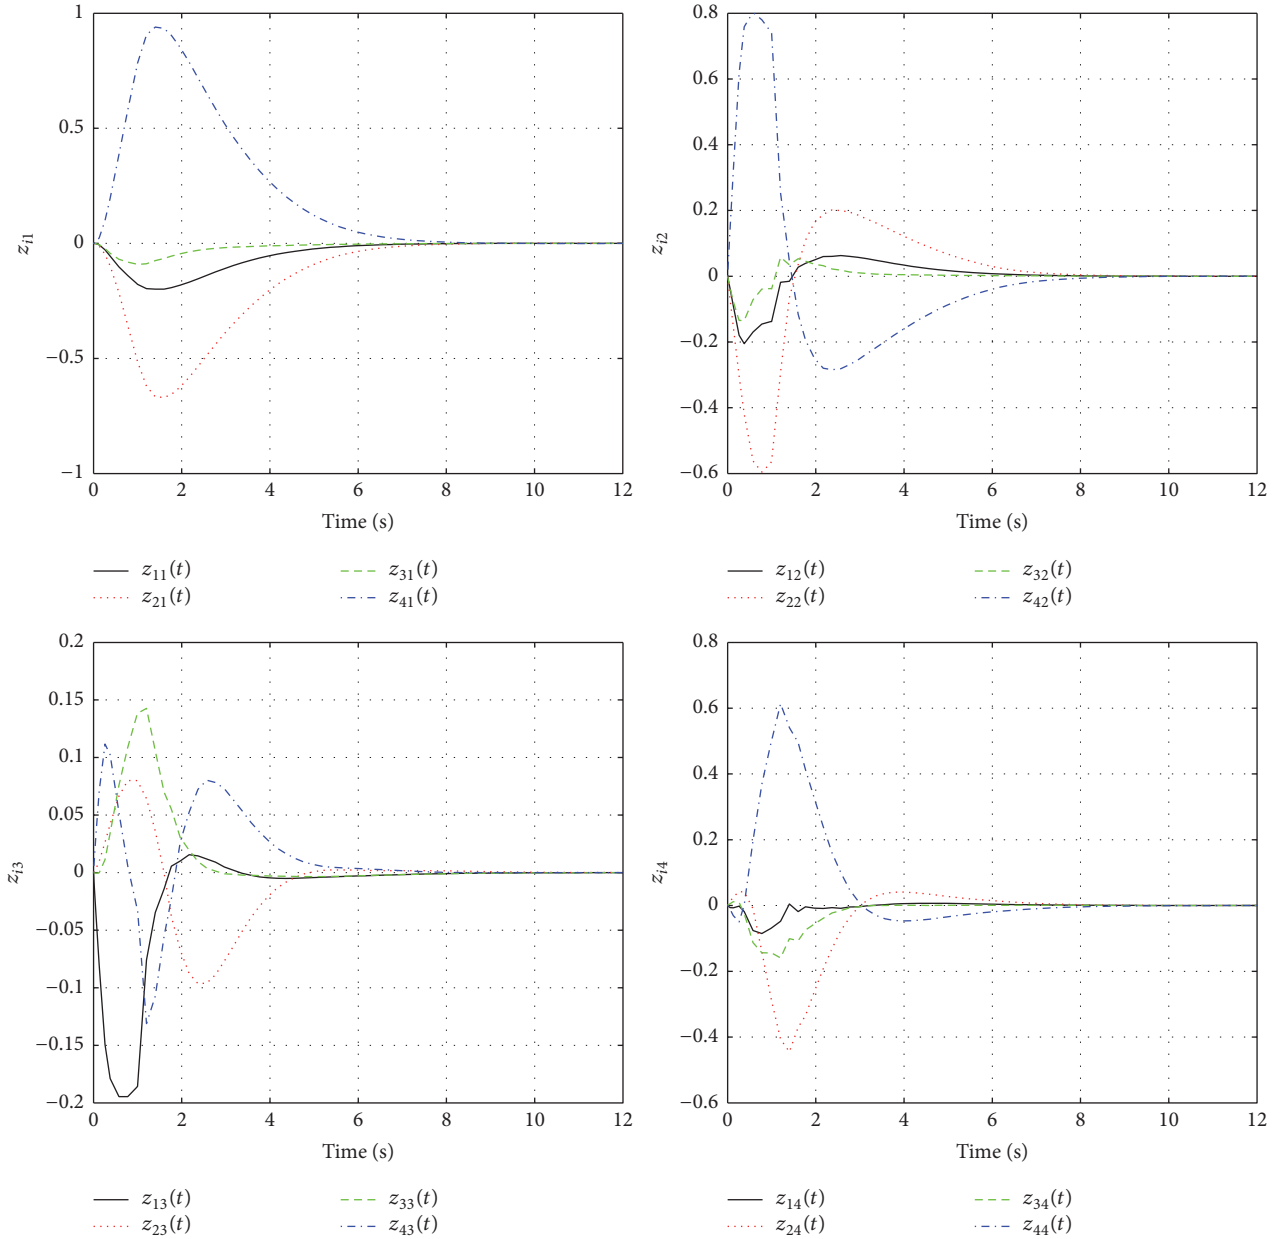 1
0.5
0
−0.5
−1
z_{i1}
0 2 4 6 8 10 12
Time (s)
z_{11}(t) z_{31}(t)
z_{21}(t) z_{41}(t)
0.8
0.6
0.4
0.2
0
−0.2
−0.4
−0.6
z_{i2}
0 2 4 6 8 10 12
Time (s)
z_{12}(t) z_{32}(t)
z_{22}(t) z_{42}(t)
0.2
0.15
0.1
0.05
0
−0.05
−0.1
−0.15
−0.2
z_{i3}
0 2 4 6 8 10 12
Time (s)
z_{13}(t) z_{33}(t)
z_{23}(t) z_{43}(t)
0.8
0.6
0.4
0.2
0
−0.2
−0.4
−0.6
z_{i4}
0 2 4 6 8 10 12
Time (s)
z_{14}(t) z_{34}(t)
z_{24}(t) z_{44}(t)